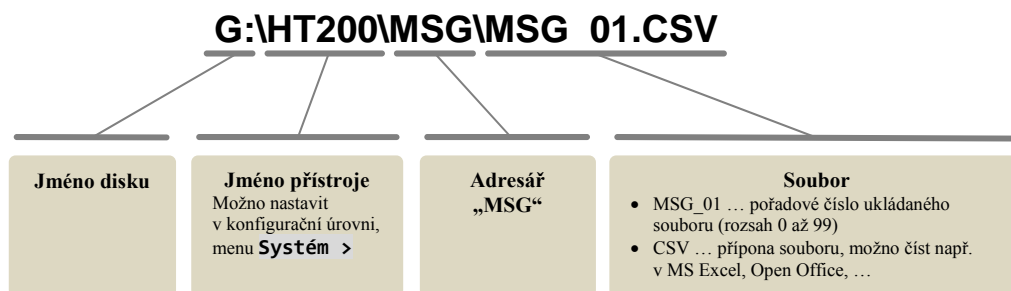 G:\HT200\MSG\MSG_01.CSV
Jméno disku
Jméno přístroje
Možno nastavit
v konfigurační úrovni,
menu Systém >
Adresář
„MSG“
Soubor
• MSG_01 … pořadové číslo ukládaného
souboru (rozsah 0 až 99)
• CSV … přípona souboru, možno číst např.
v MS Excel, Open Office, …